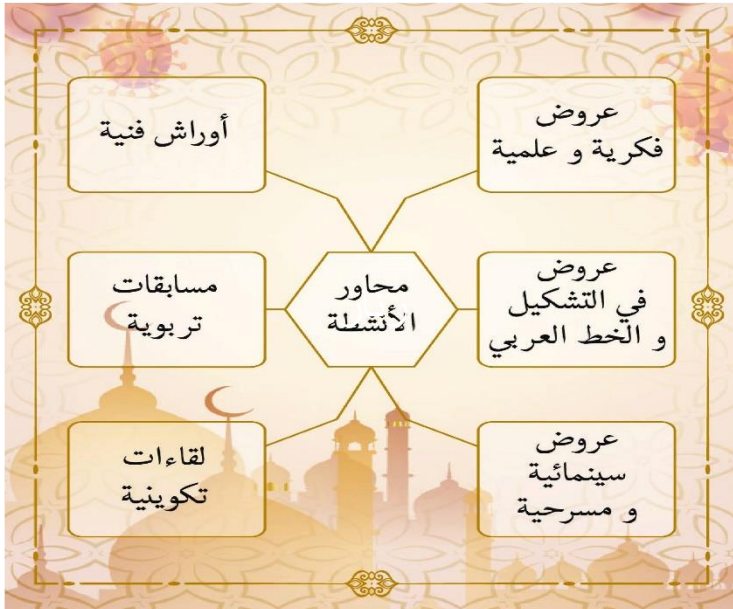 عروض
فكرية و علمية
أوراش فنية
محاور
الأنشطة
عروض
في التشكيل
و الخط العربي
مسابقات
تربوية
عروض
سينمائية
و مسرحية
لقاءات
تكوينية